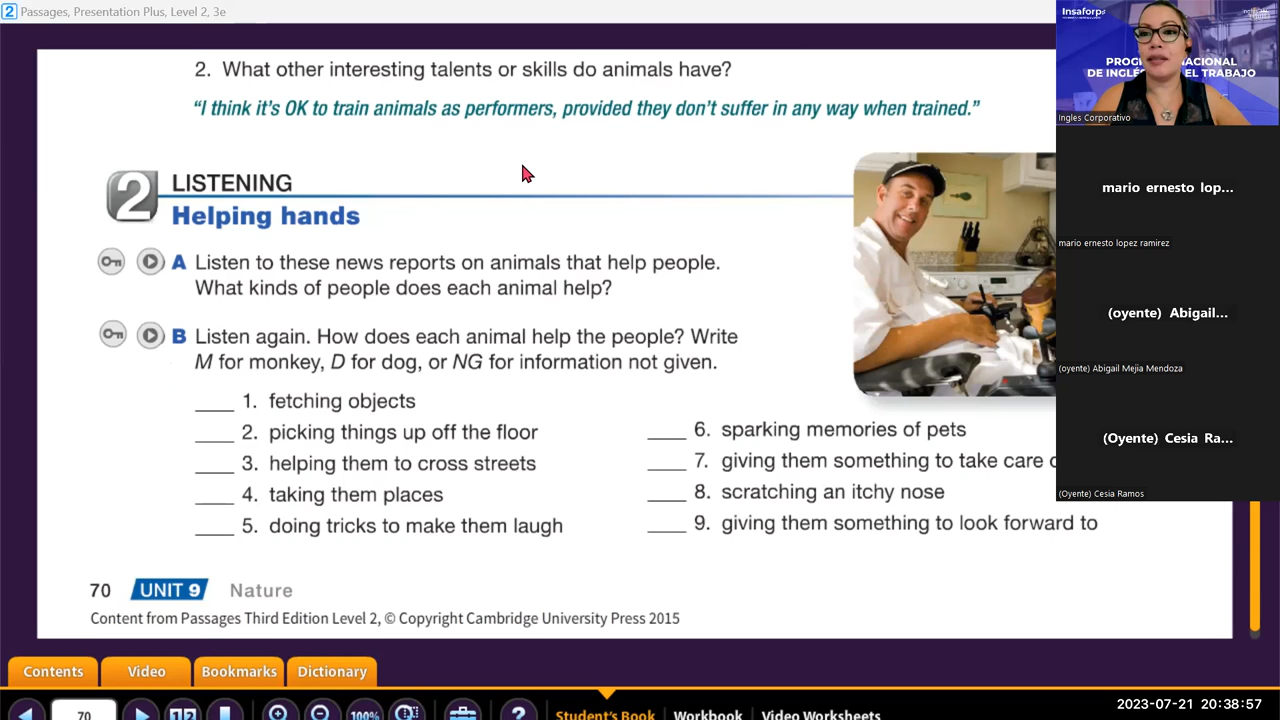 Passages, Presentation Plus, Level 2, 3e
2. What other interesting talents or skills do animals have?
"I think it's OK to train animals as performers, provided they don't suffer in any way when trained."
2 LISTENING
Helping hands
A Listen to these news reports on animals that help people.
What kinds of people does each animal help?
B Listen again. How does each animal help the people? Write
M for monkey, D for dog, or NG for information not given.
____ 1. fetching objects
____ 2. picking things up off the floor
____ 3. helping them to cross streets
____ 4. taking them places
____ 5. doing tricks to make them laugh
____ 6. sparking memories of pets
____ 7. giving them something to take care
____ 8. scratching an itchy nose
____ 9. giving them something to look forward to
70 UNIT 9 Nature
Content from Passages Third Edition Level 2, © Copyright Cambridge University Press 2015
Contents Video Bookmarks Dictionary
70 1 2 100% ?
Student's Book Workbook Video Worksheets
Insaforp
Ingles Corporativo
mario ernesto lop...
mario ernesto lopez ramirez
(oyente) Abigail...
(oyente) Abigail Mejia Mendoza
(Oyente) Cesia Ra...
(Oyente) Cesia Ramos
2023-07-21 20:38:57